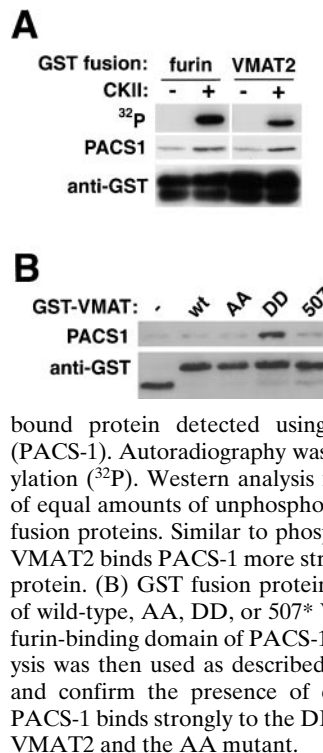 A
GST fusion: furin VMAT2
CKII: - + - +
32P
PACS1
anti-GST
B
GST-VMAT: - wt AA DD 507
PACS1
anti-GST
bound protein detected using
(PACS-1). Autoradiography was
ylation (32P). Western analysis
of equal amounts of unphospho
fusion proteins. Similar to phosp
VMAT2 binds PACS-1 more stro
protein. (B) GST fusion protein
of wild-type, AA, DD, or 507*
furin-binding domain of PACS-1
ysis was then used as described
and confirm the presence of
PACS-1 binds strongly to the DD
VMAT2 and the AA mutant.